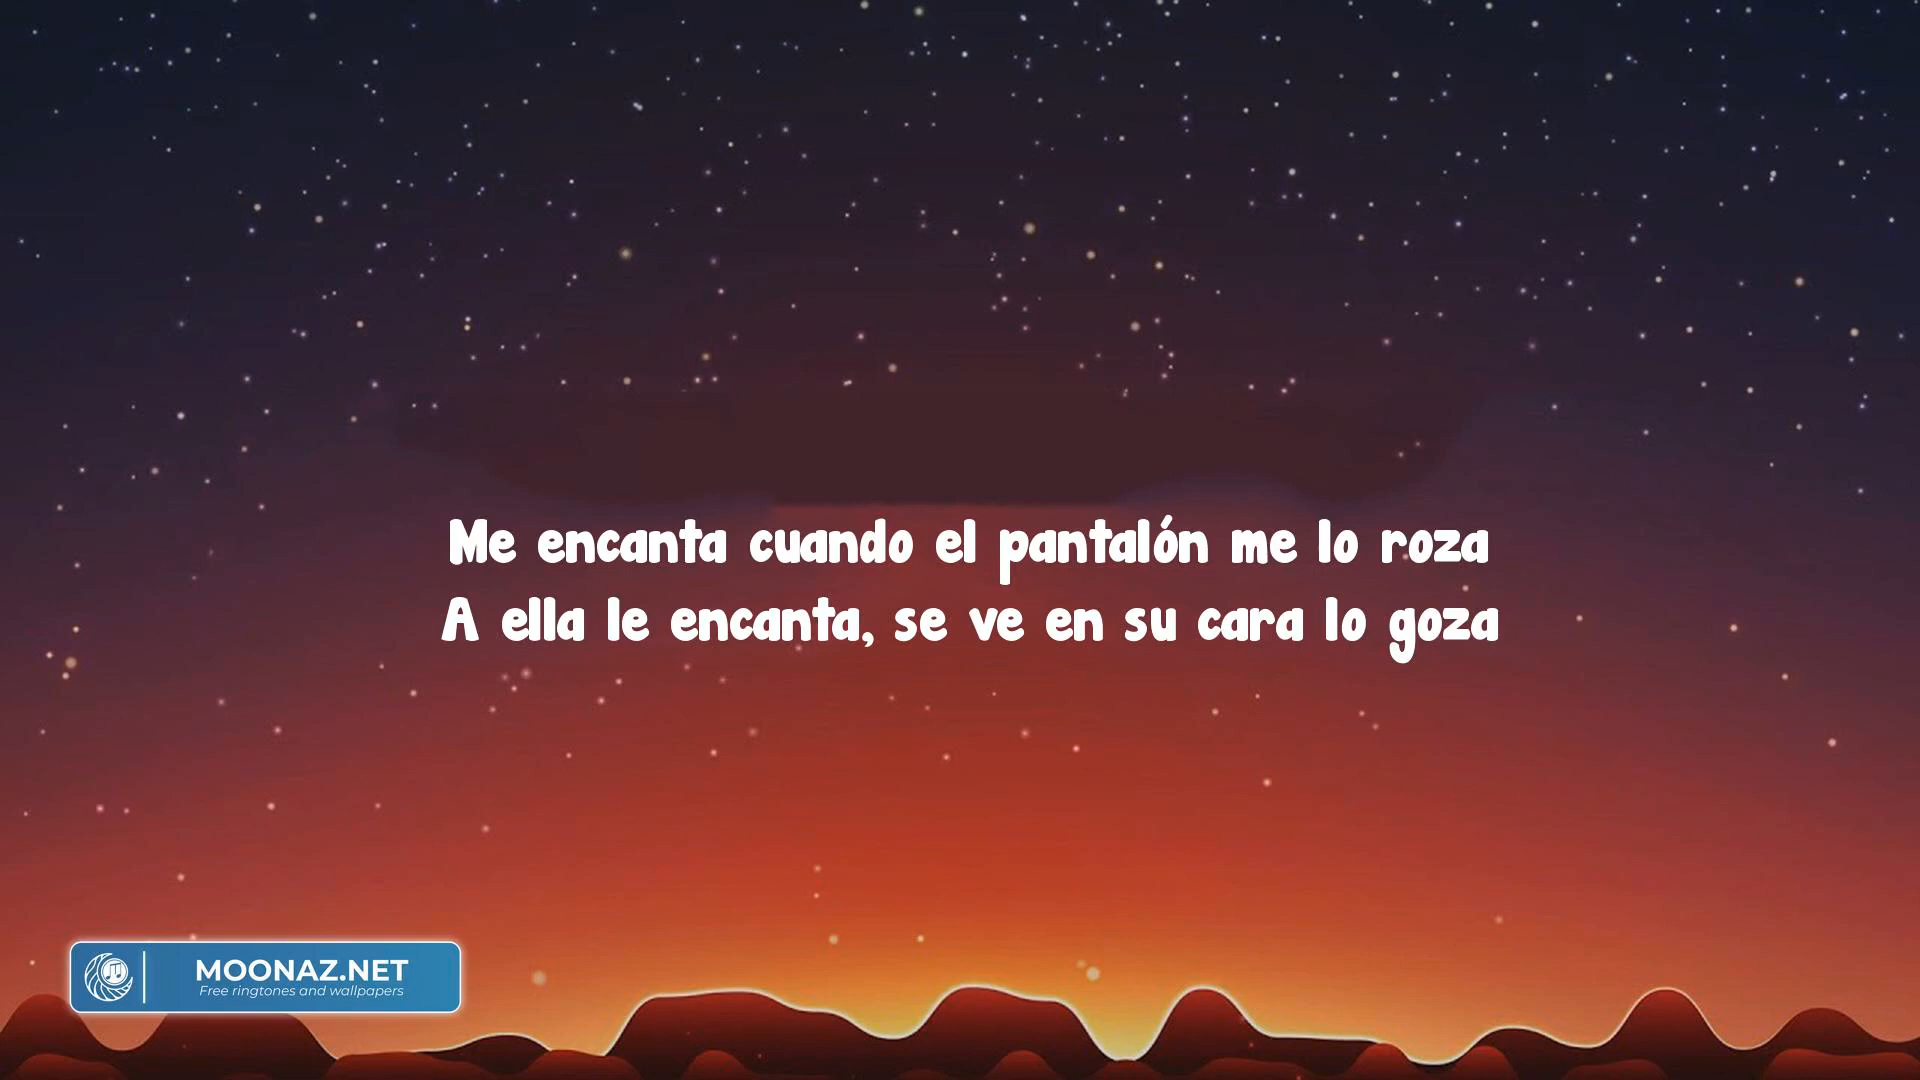 Me encanta cuando el pantalón me lo roza
A ella le encanta, se ve en su cara lo goza
MOONAZ.NET
Free ringtones and wallpapers